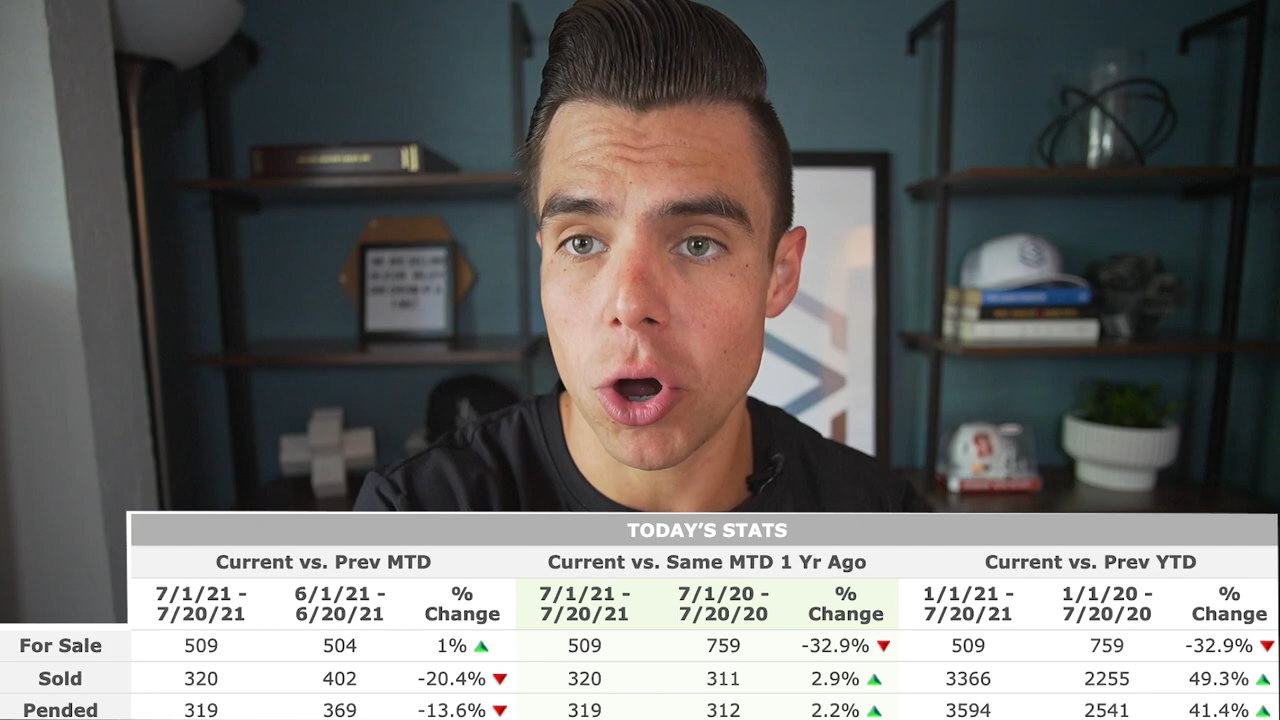 TODAY'S STATS
Current vs. Prev MTD Current vs. Same MTD 1 Yr Ago Current vs. Prev YTD
7/1/21 - 6/1/21 - % 7/1/21 - 7/1/20 - % 1/1/21 - 1/1/20 - %
7/20/21 6/20/21 Change 7/20/21 7/20/20 Change 7/20/21 7/20/20 Change
For Sale 509 504 1% 509 759 -32.9% 509 759 -32.9%
Sold 320 402 -20.4% 320 311 2.9% 3366 2255 49.3%
Pended 319 369 -13.6% 319 312 2.2% 3594 2541 41.4%